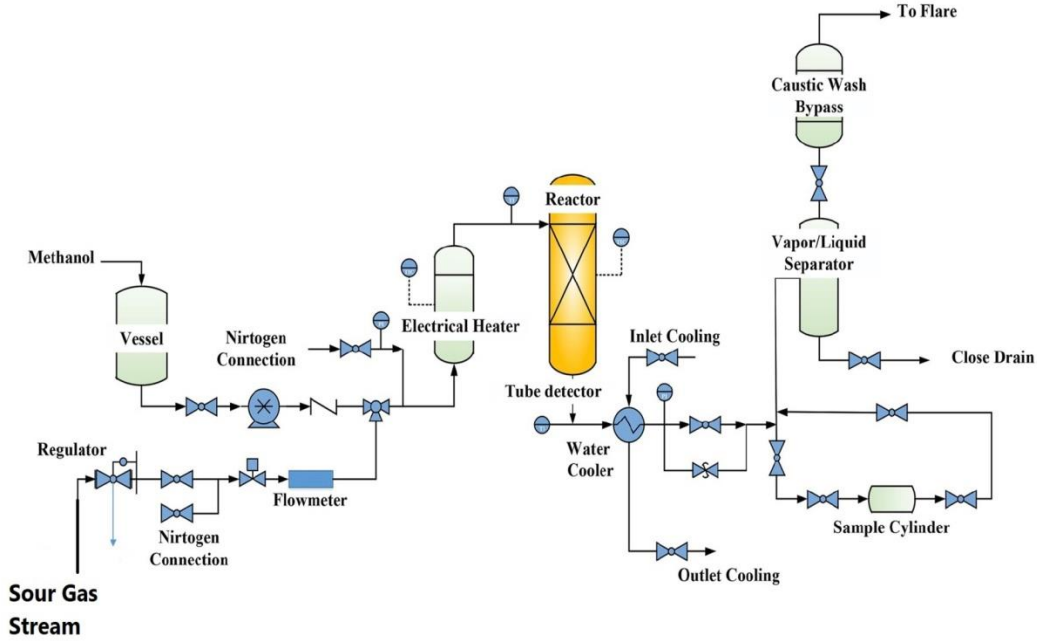 To Flare
Caustic Wash
Bypass
Reactor
Vapor/Liquid
Separator
Methanol
Vessel
Nirtogen
Connection
Electrical Heater
Inlet Cooling
Close Drain
Tube detector
Water
Cooler
Regulator
Flowmeter
Nirtogen
Connection
Sample Cylinder
Outlet Cooling
Sour Gas
Stream